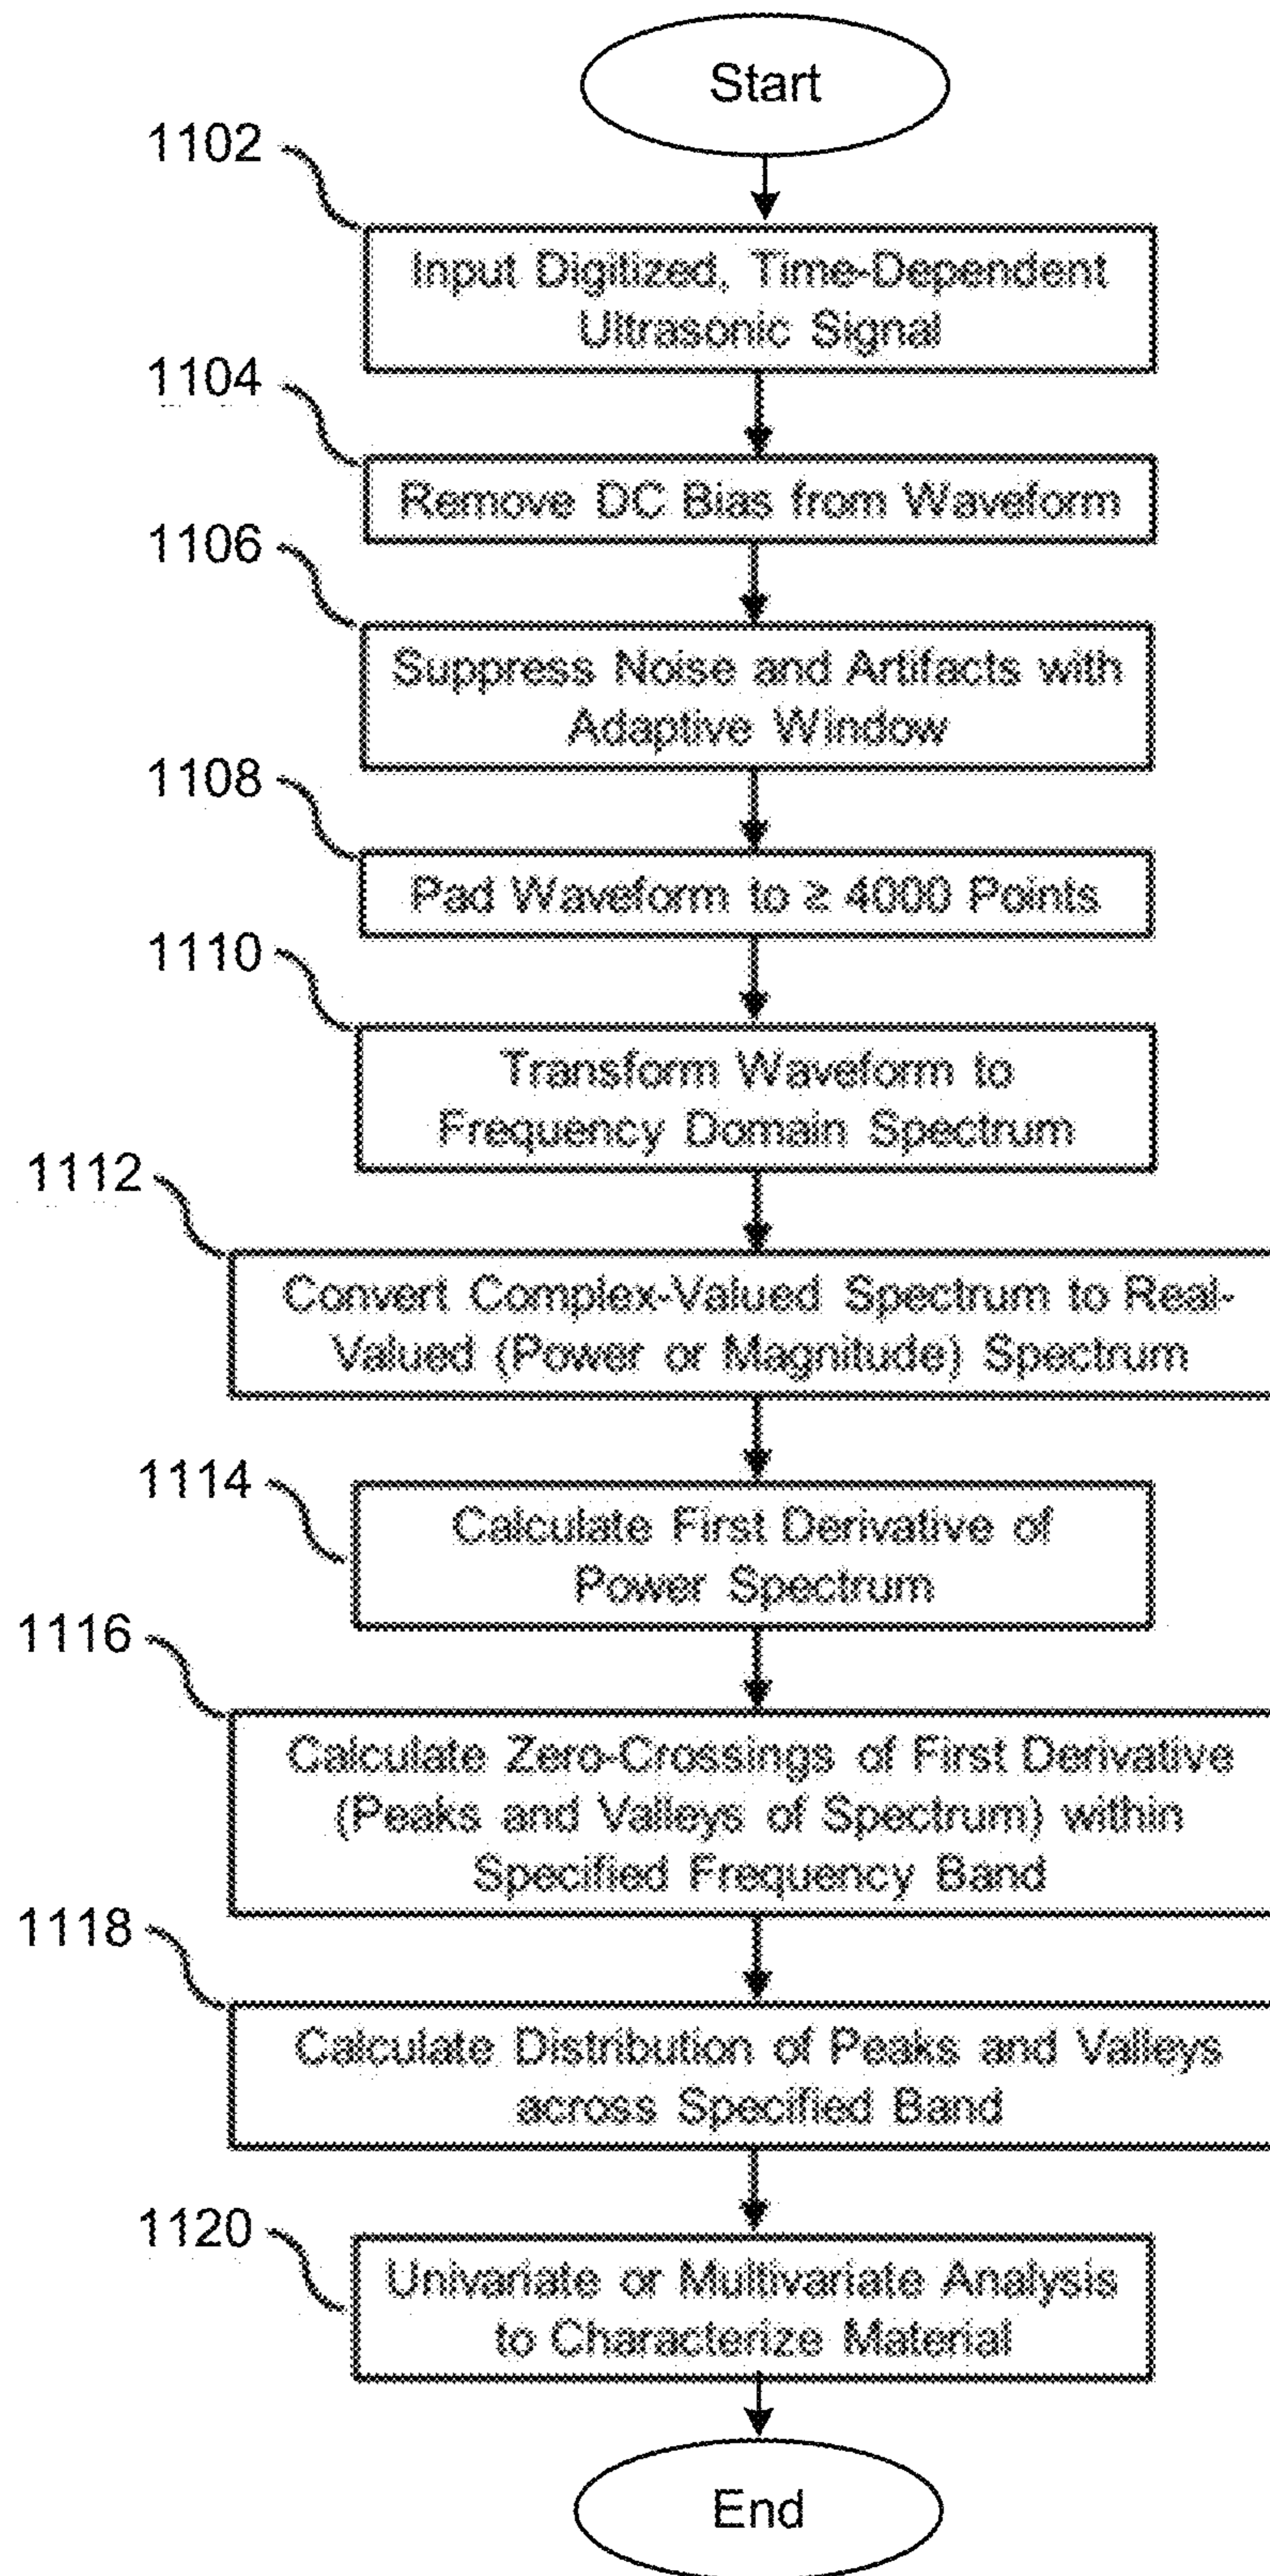 Start
1102
Input Digitized, Time-Dependent
Ultrasonic Signal
1104
Remove DC Bias from Waveform
1106
Suppress Noise and Artifacts with
Adaptive Window
1108
Pad Waveform to ≥ 4000 Points
1110
Transform Waveform to
Frequency Domain Spectrum
1112
Convert Complex-Valued Spectrum to Real-
Valued (Power or Magnitude) Spectrum
1114
Calculate First Derivative of
Power Spectrum
1116
Calculate Zero-Crossings of First Derivative
(Peaks and Valleys of Spectrum) within
Specified Frequency Band
1118
Calculate Distribution of Peaks and Valleys
across Specified Band
1120
Univariate or Multivariate Analysis
to Characterize Material
End